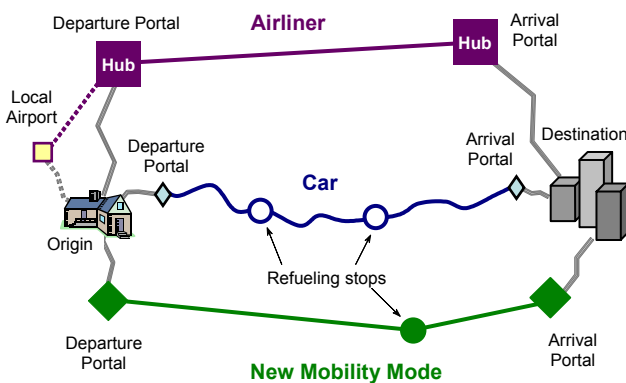 Airliner
Departure Portal
Arrival
Portal
Hub
Hub
Local
Airport
Departure
Portal
Arrival
Portal
Destination
Car
Origin
Refueling stops
Departure
Portal
Arrival
Portal
New Mobility Mode